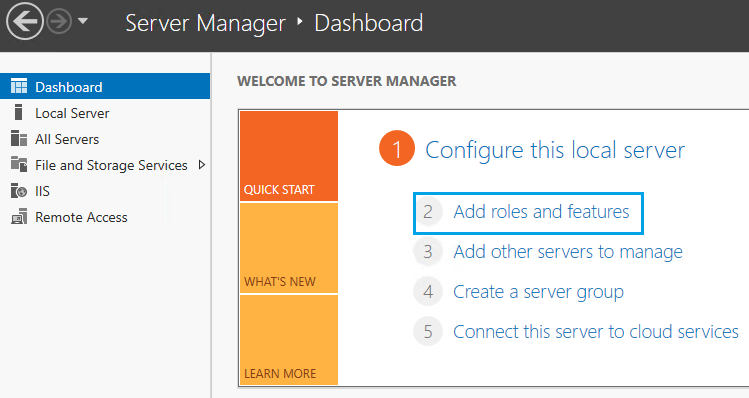 Server Manager ‣ Dashboard
Dashboard
Local Server
All Servers
File and Storage Services
IIS
Remote Access
WELCOME TO SERVER MANAGER
QUICK START
WHAT'S NEW
LEARN MORE
1 Configure this local server
2 Add roles and features
3 Add other servers to manage
4 Create a server group
5 Connect this server to cloud services